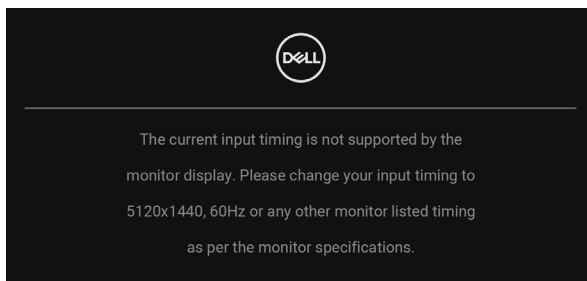 DELL
The current input timing is not supported by the
monitor display. Please change your input timing to
5120x1440, 60Hz or any other monitor listed timing
as per the monitor specifications.